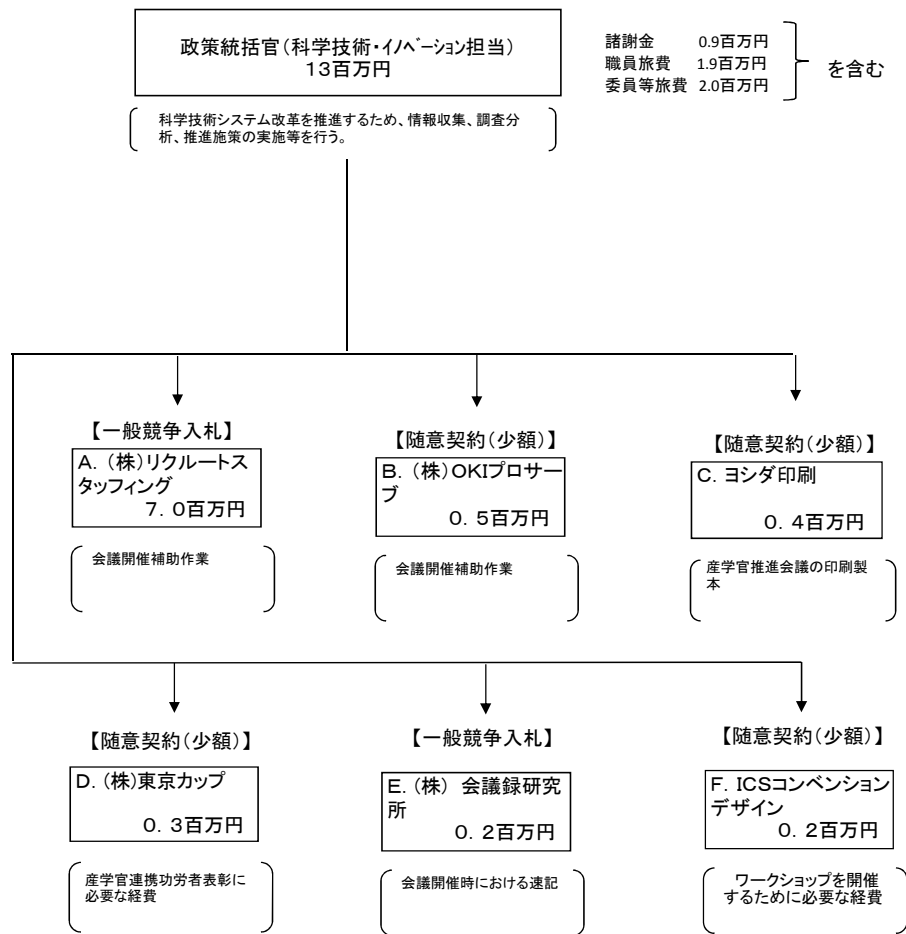 政策統括官（科学技術・ｲﾉﾍﾞｰｼｮﾝ担当）
１３百万円
諸謝金　0.9百万円
職員旅費　1.9百万円
委員等旅費　2.0百万円
を含む
科学技術システム改革を推進するため、情報収集、調査分
析、推進施策の実施等を行う。
【一般競争入札】
A．（株）リクルートス
タッフィング
７．０百万円
会議開催補助作業
【随意契約（少額）】
B．（株）OKIプロサー
ブ
０．５百万円
会議開催補助作業
【随意契約（少額）】
C．ヨシダ印刷
０．４百万円
産学官推進会議の印刷製
本
【随意契約（少額）】
D．（株）東京カップ
０．３百万円
産学官連携功労者表彰に
必要な経費
【一般競争入札】
E．（株）　会議録研究
所
０．２百万円
会議開催時における速記
【随意契約（少額）】
F．ICSコンベンション
デザイン
０．２百万円
ワークショップを開催
するために必要な経費